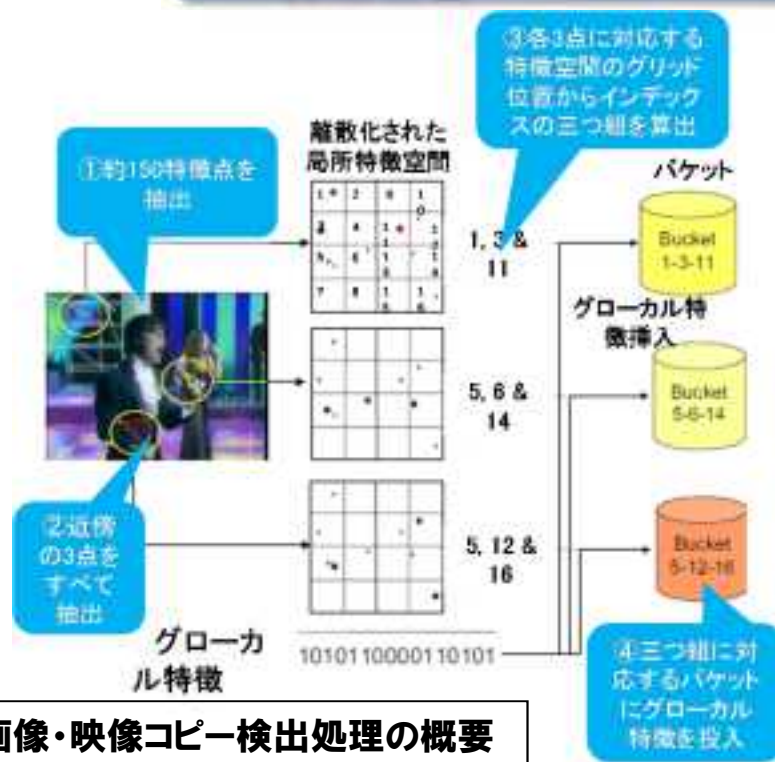 ①約150特徴点を
抽出
離散化された
局所特徴空間
③各3点に対応する
特徴空間のグリッド
位置からインデック
スの三つ組を算出
バケット
1, 3 &
11
Bucket
1-3-11
グローカル特
徴挿入
5, 6 &
14
Bucket
5-6-14
②近傍
の3点を
すべて
抽出
5, 12 &
16
Bucket
5-12-16
グローカ
ル特徴
④三つ組に対
応するバケット
にグローカル
特徴を投入
画像・映像コピー検出処理の概要